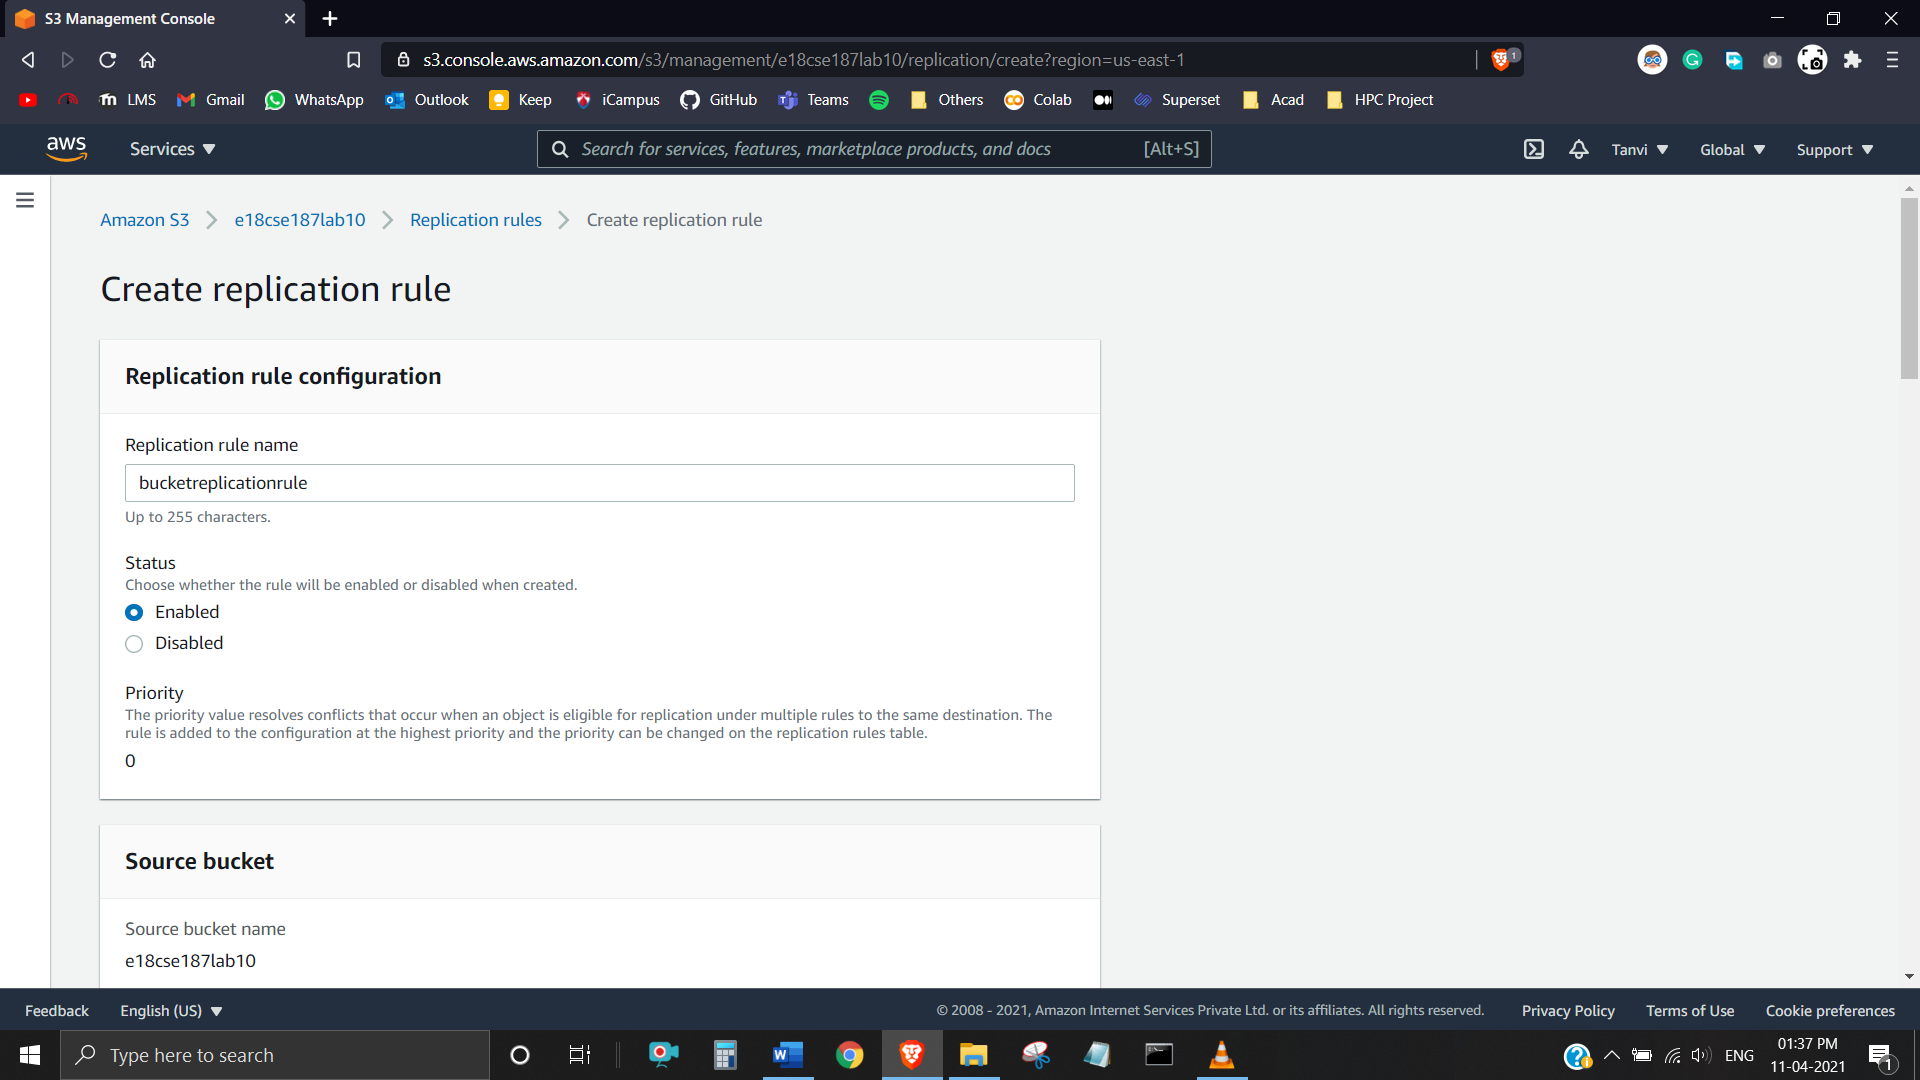 S3 Management Console
s3.console.aws.amazon.com/s3/management/e18cse187lab10/replication/create?region=us-east-1
1
LMS Gmail WhatsApp Outlook Keep iCampus GitHub Teams Others Colab Superset Acad HPC Project
aws Services Search for services, features, marketplace products, and docs [Alt+S] Tanvi Global Support
Amazon S3 e18cse187lab10 Replication rules Create replication rule
Create replication rule
Replication rule configuration
Replication rule name
bucketreplicationrule
Up to 255 characters.
Status
Choose whether the rule will be enabled or disabled when created.
Enabled
Disabled
Priority
The priority value resolves conflicts that occur when an object is eligible for replication under multiple rules to the same destination. The
rule is added to the configuration at the highest priority and the priority can be changed on the replication rules table.
0
Source bucket
Source bucket name
e18cse187lab10
Feedback English (US) © 2008 - 2021, Amazon Internet Services Private Ltd. or its affiliates. All rights reserved. Privacy Policy Terms of Use Cookie preferences
Type here to search
ENG
01:37 PM
11-04-2021
1